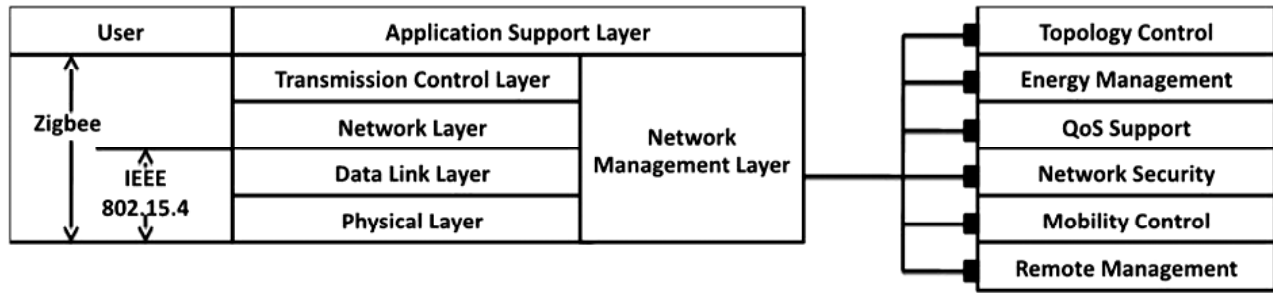 User
Application Support Layer
Zigbee
IEEE
802.15.4
Transmission Control Layer
Network Layer
Data Link Layer
Physical Layer
Network
Management Layer
Topology Control
Energy Management
QoS Support
Network Security
Mobility Control
Remote Management